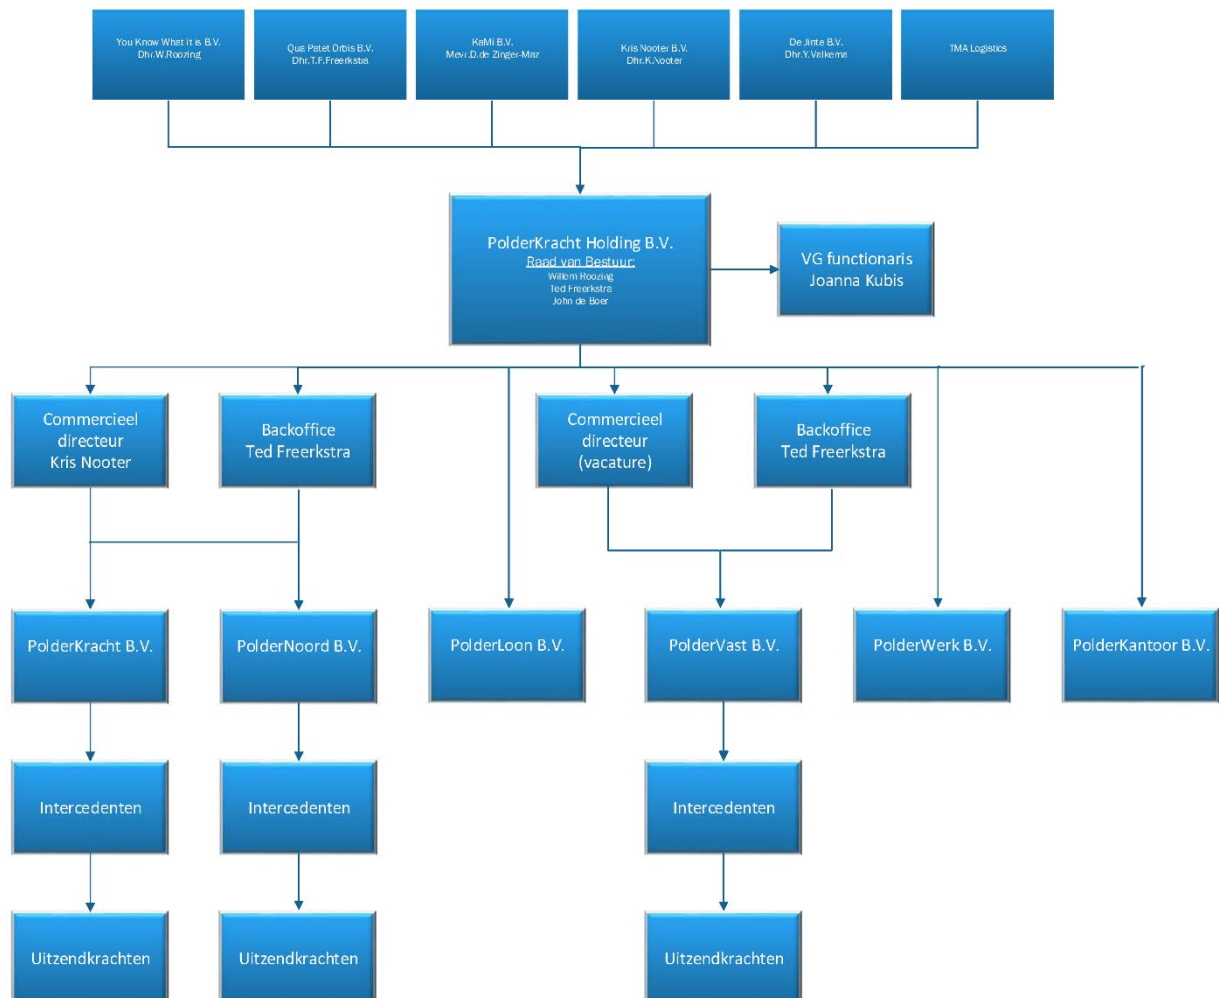 You Know What it is B.V.
Dhr.W.Roozing
Qua Patet Orbis B.V.
Dhr.T.F.Freerkstra
KaMi B.V.
Mevr.D.de Zinger-Maz
Kris Nooter B.V.
Dhr.K.Nooter
De Jinte B.V.
Dhr.Y.Valkema
TMA Logistics
PolderKracht Holding B.V.
Raad van Bestuur:
Willem Roozing
Ted Freerkstra
John de Boer
VG functionaris
Joanna Kubis
Commercieel
directeur
Kris Nooter
Backoffice
Ted Freerkstra
Commercieel
directeur
(vacature)
Backoffice
Ted Freerkstra
PolderKracht B.V.
PolderNoord B.V.
PolderLoon B.V.
PolderVast B.V.
PolderWerk B.V.
PolderKantoor B.V.
Intercedenten
Intercedenten
Intercedenten
Uitzendkrachten
Uitzendkrachten
Uitzendkrachten